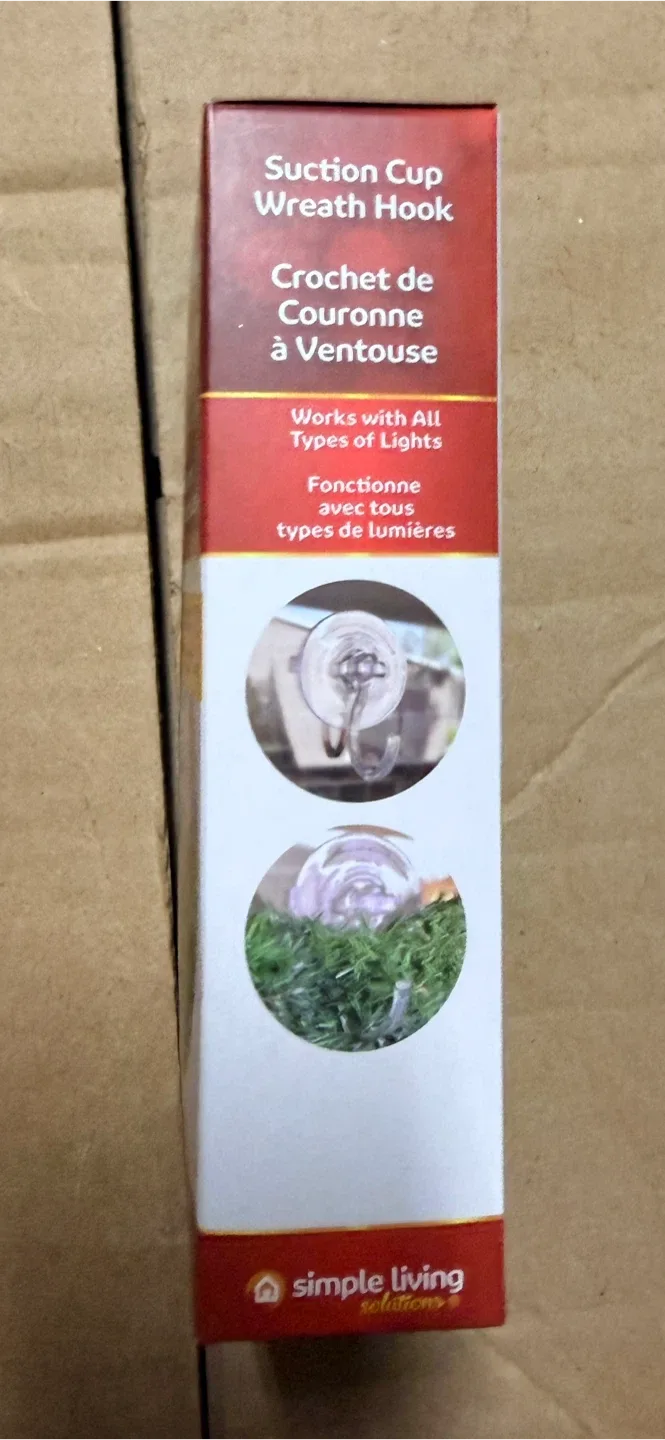 Suction Cup
Wreath Hook
Crochet de
Couronne
à Ventouse
Works with All
Types of Lights
Fonctionne
avec tous
types de lumières
simple living
solutions